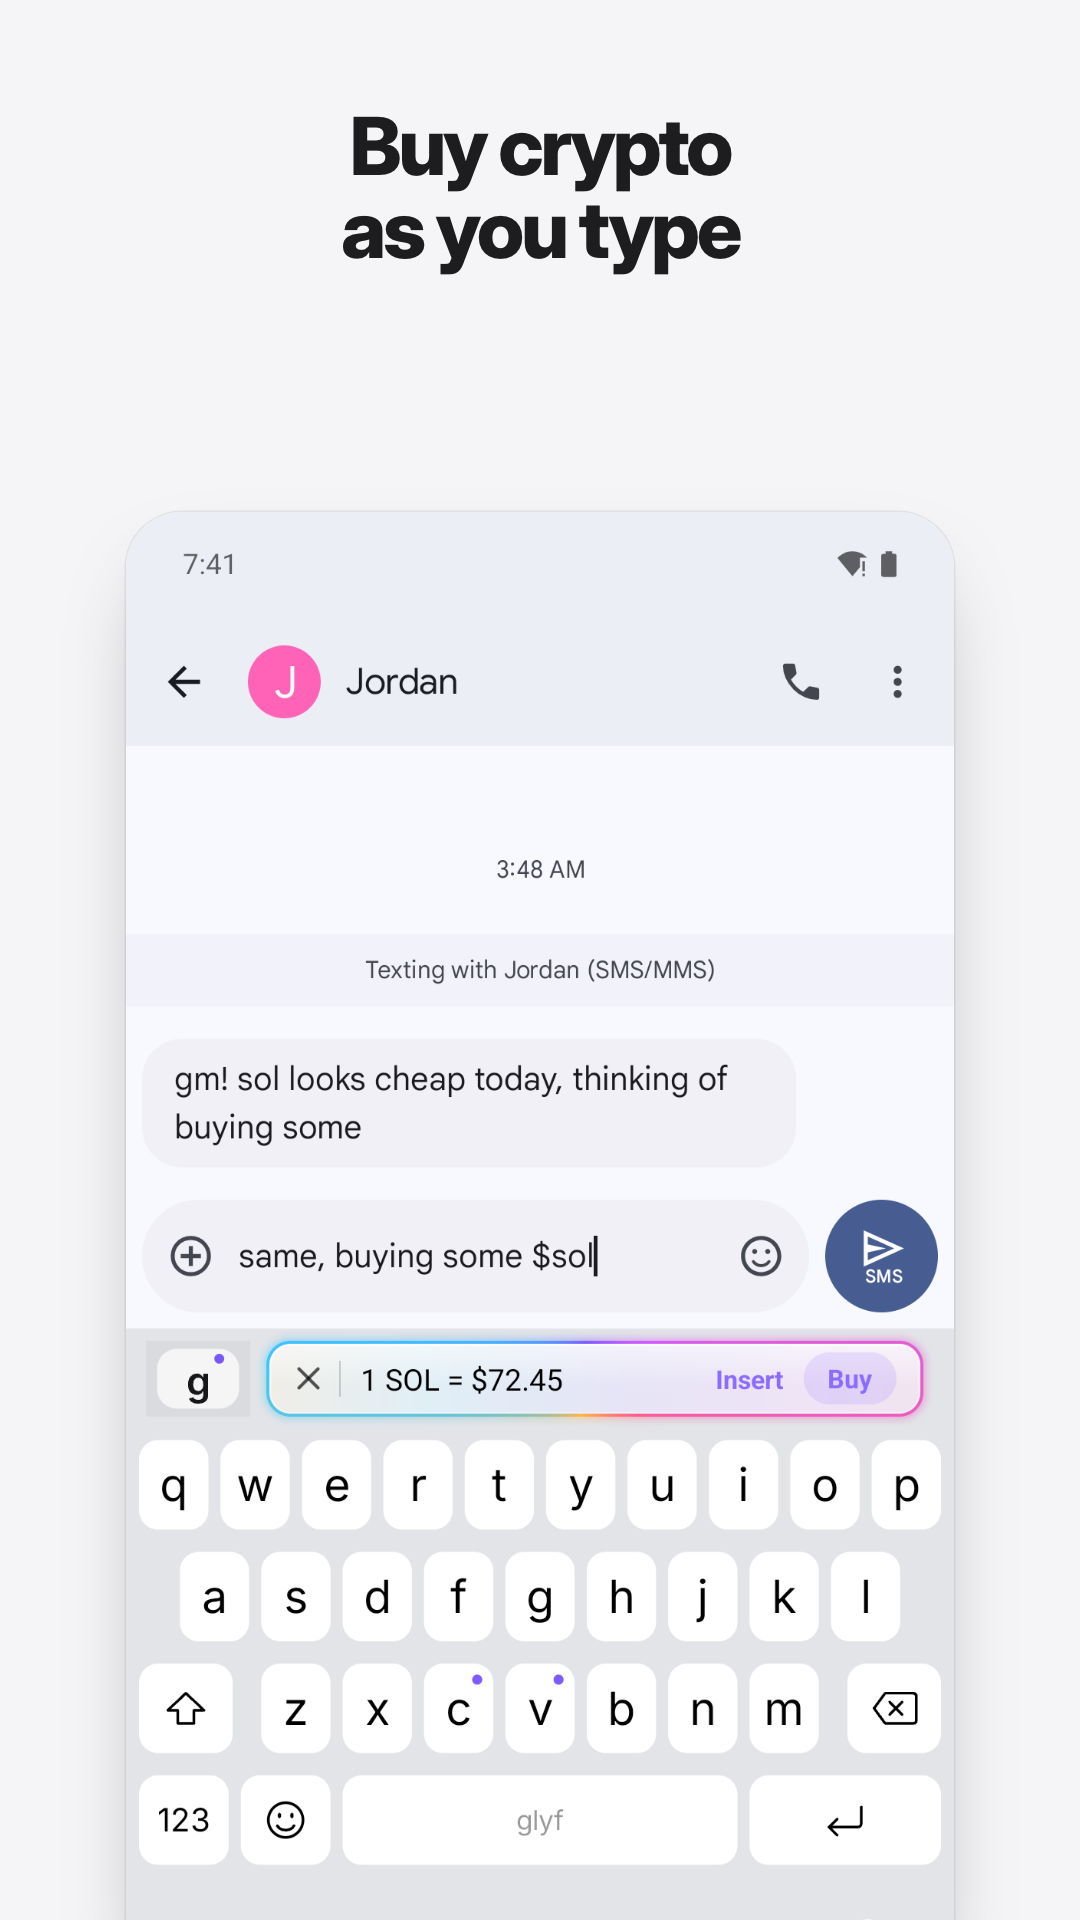 Buy crypto
as you type
7:41
J Jordan
3:48 AM
Texting with Jordan (SMS/MMS)
gm! sol looks cheap today, thinking of
buying some
same, buying some $sol
SMS
g 1 SOL = $72.45 Insert Buy
q w e r t y u i o p
a s d f g h j k l
z x c v b n m
123 glyf